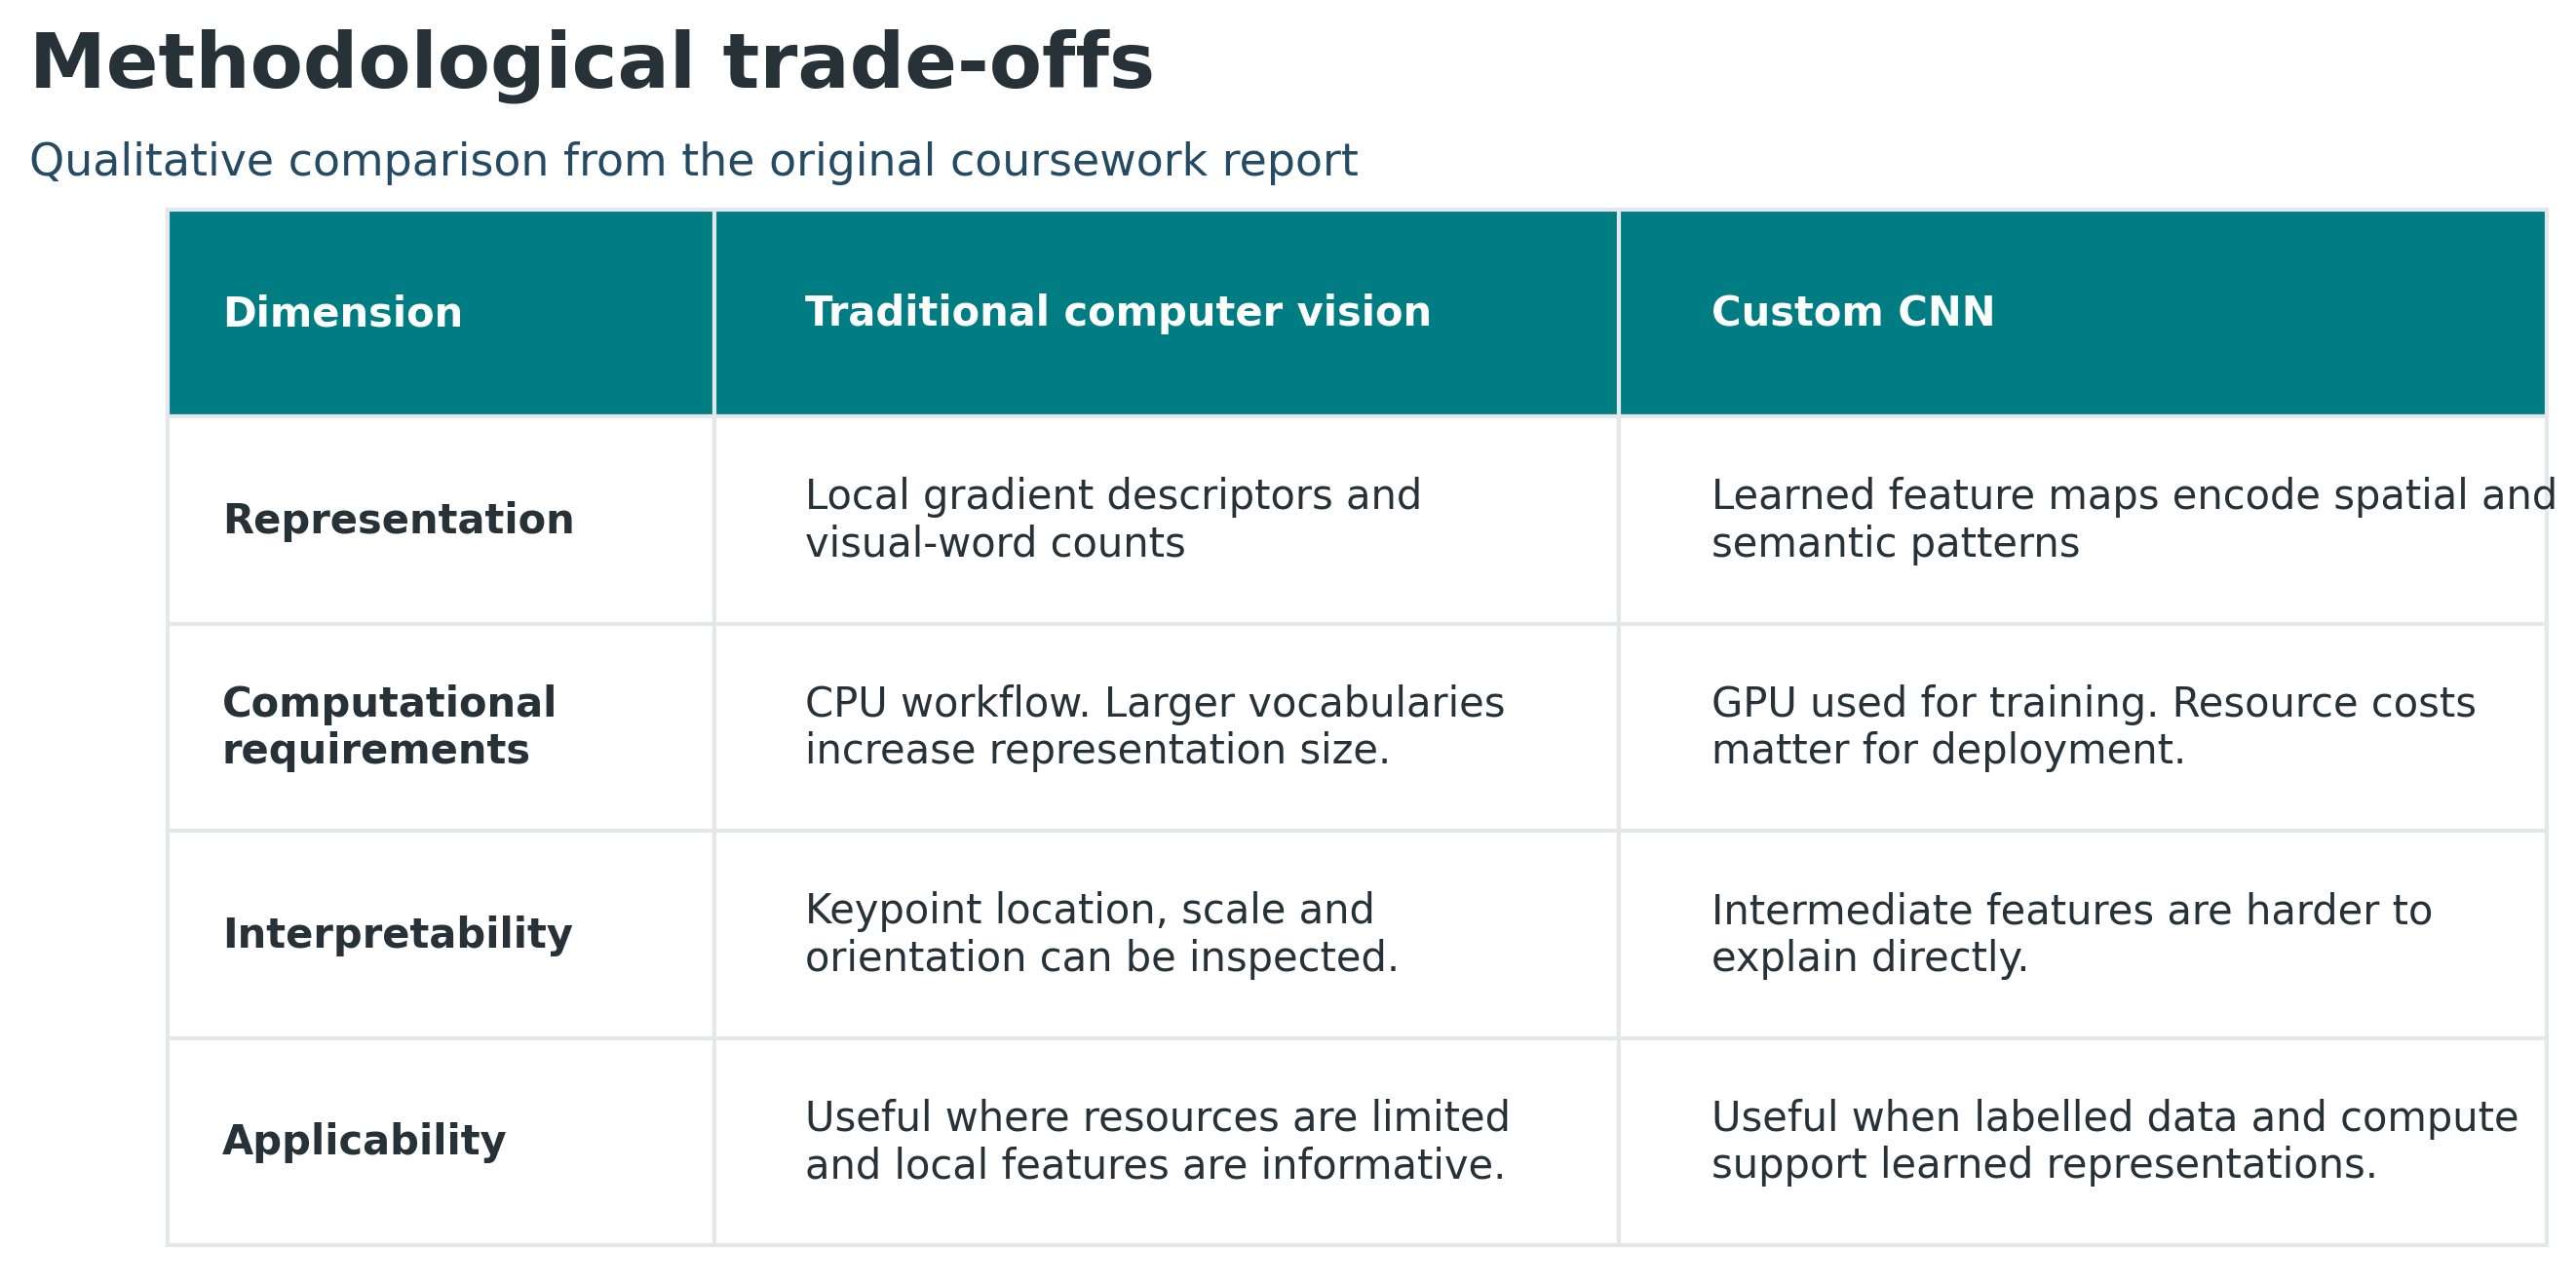 Methodological trade-offs
Qualitative comparison from the original coursework report
Dimension
Traditional computer vision
Custom CNN
Representation
Local gradient descriptors and
visual-word counts
Learned feature maps encode spatial and
semantic patterns
Computational
requirements
CPU workflow. Larger vocabularies
increase representation size.
GPU used for training. Resource costs
matter for deployment.
Interpretability
Keypoint location, scale and
orientation can be inspected.
Intermediate features are harder to
explain directly.
Applicability
Useful where resources are limited
and local features are informative.
Useful when labelled data and compute
support learned representations.